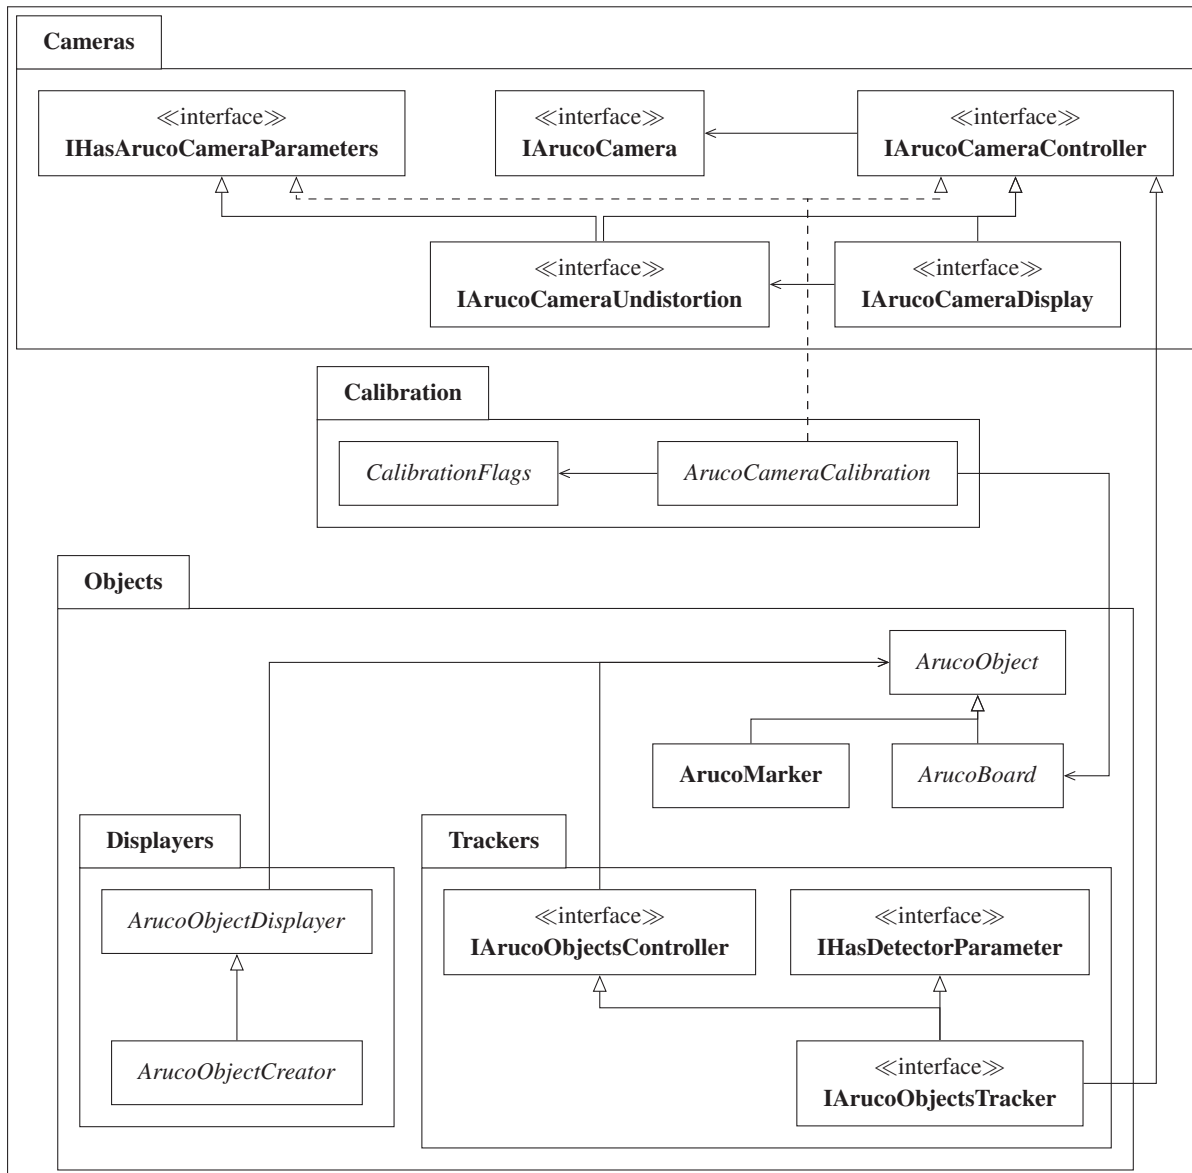 Cameras
≪interface≫
IHasArucoCameraParameters
≪interface≫
IArucoCamera
≪interface≫
IArucoCameraController
≪interface≫
IArucoCameraUndistortion
≪interface≫
IArucoCameraDisplay
Calibration
CalibrationFlags
ArucoCameraCalibration
Objects
ArucoObject
ArucoMarker
ArucoBoard
Displayers
ArucoObjectDisplayer
ArucoObjectCreator
Trackers
≪interface≫
IArucoObjectsController
≪interface≫
IHasDetectorParameter
≪interface≫
IArucoObjectsTracker